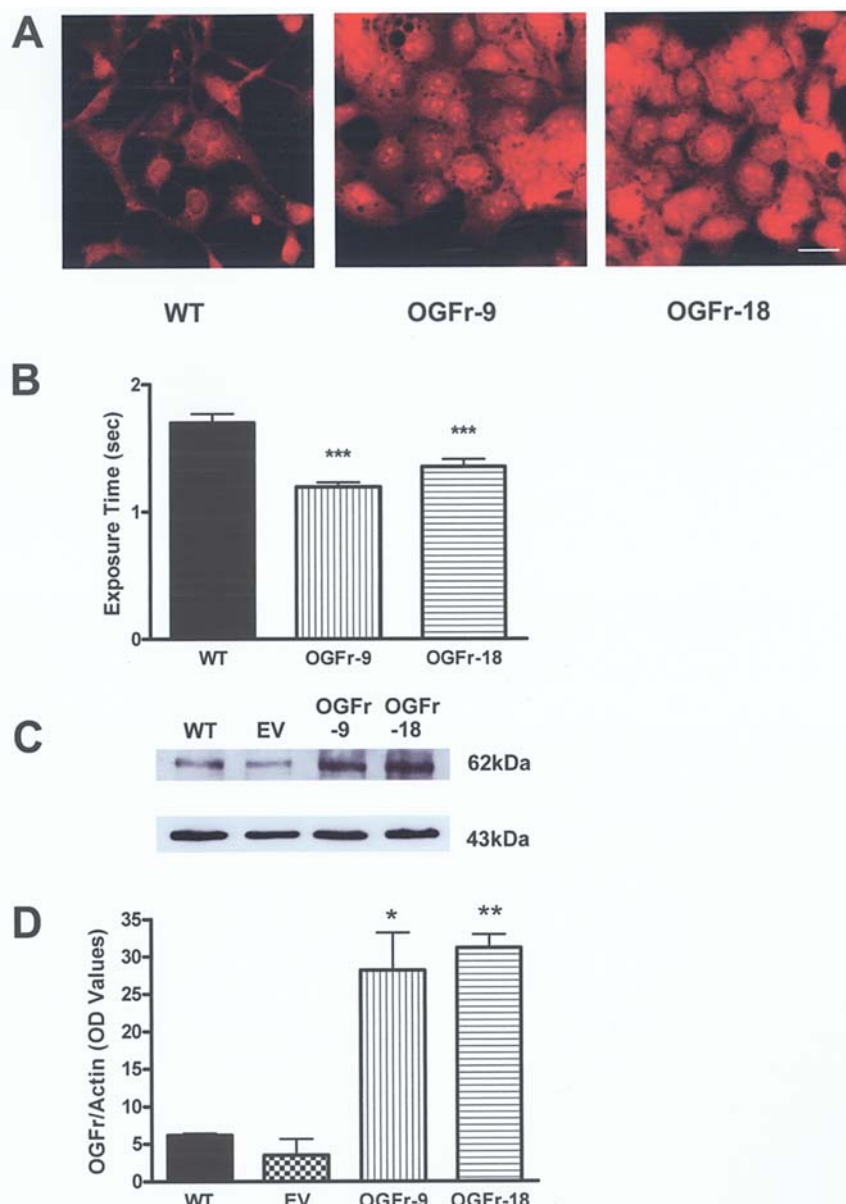 A
WT OGFr-9 OGFr-18
B
Exposure Time (sec)
2
***
***
1
0
WT OGFr-9 OGFr-18
C
WT EV OGFr -9 OGFr -18
62kDa
43kDa
D
OGFr/Actin (OD Values)
35
30
25
20
15
10
5
0
*
**
WT EV OGFr-9 OGFr-18